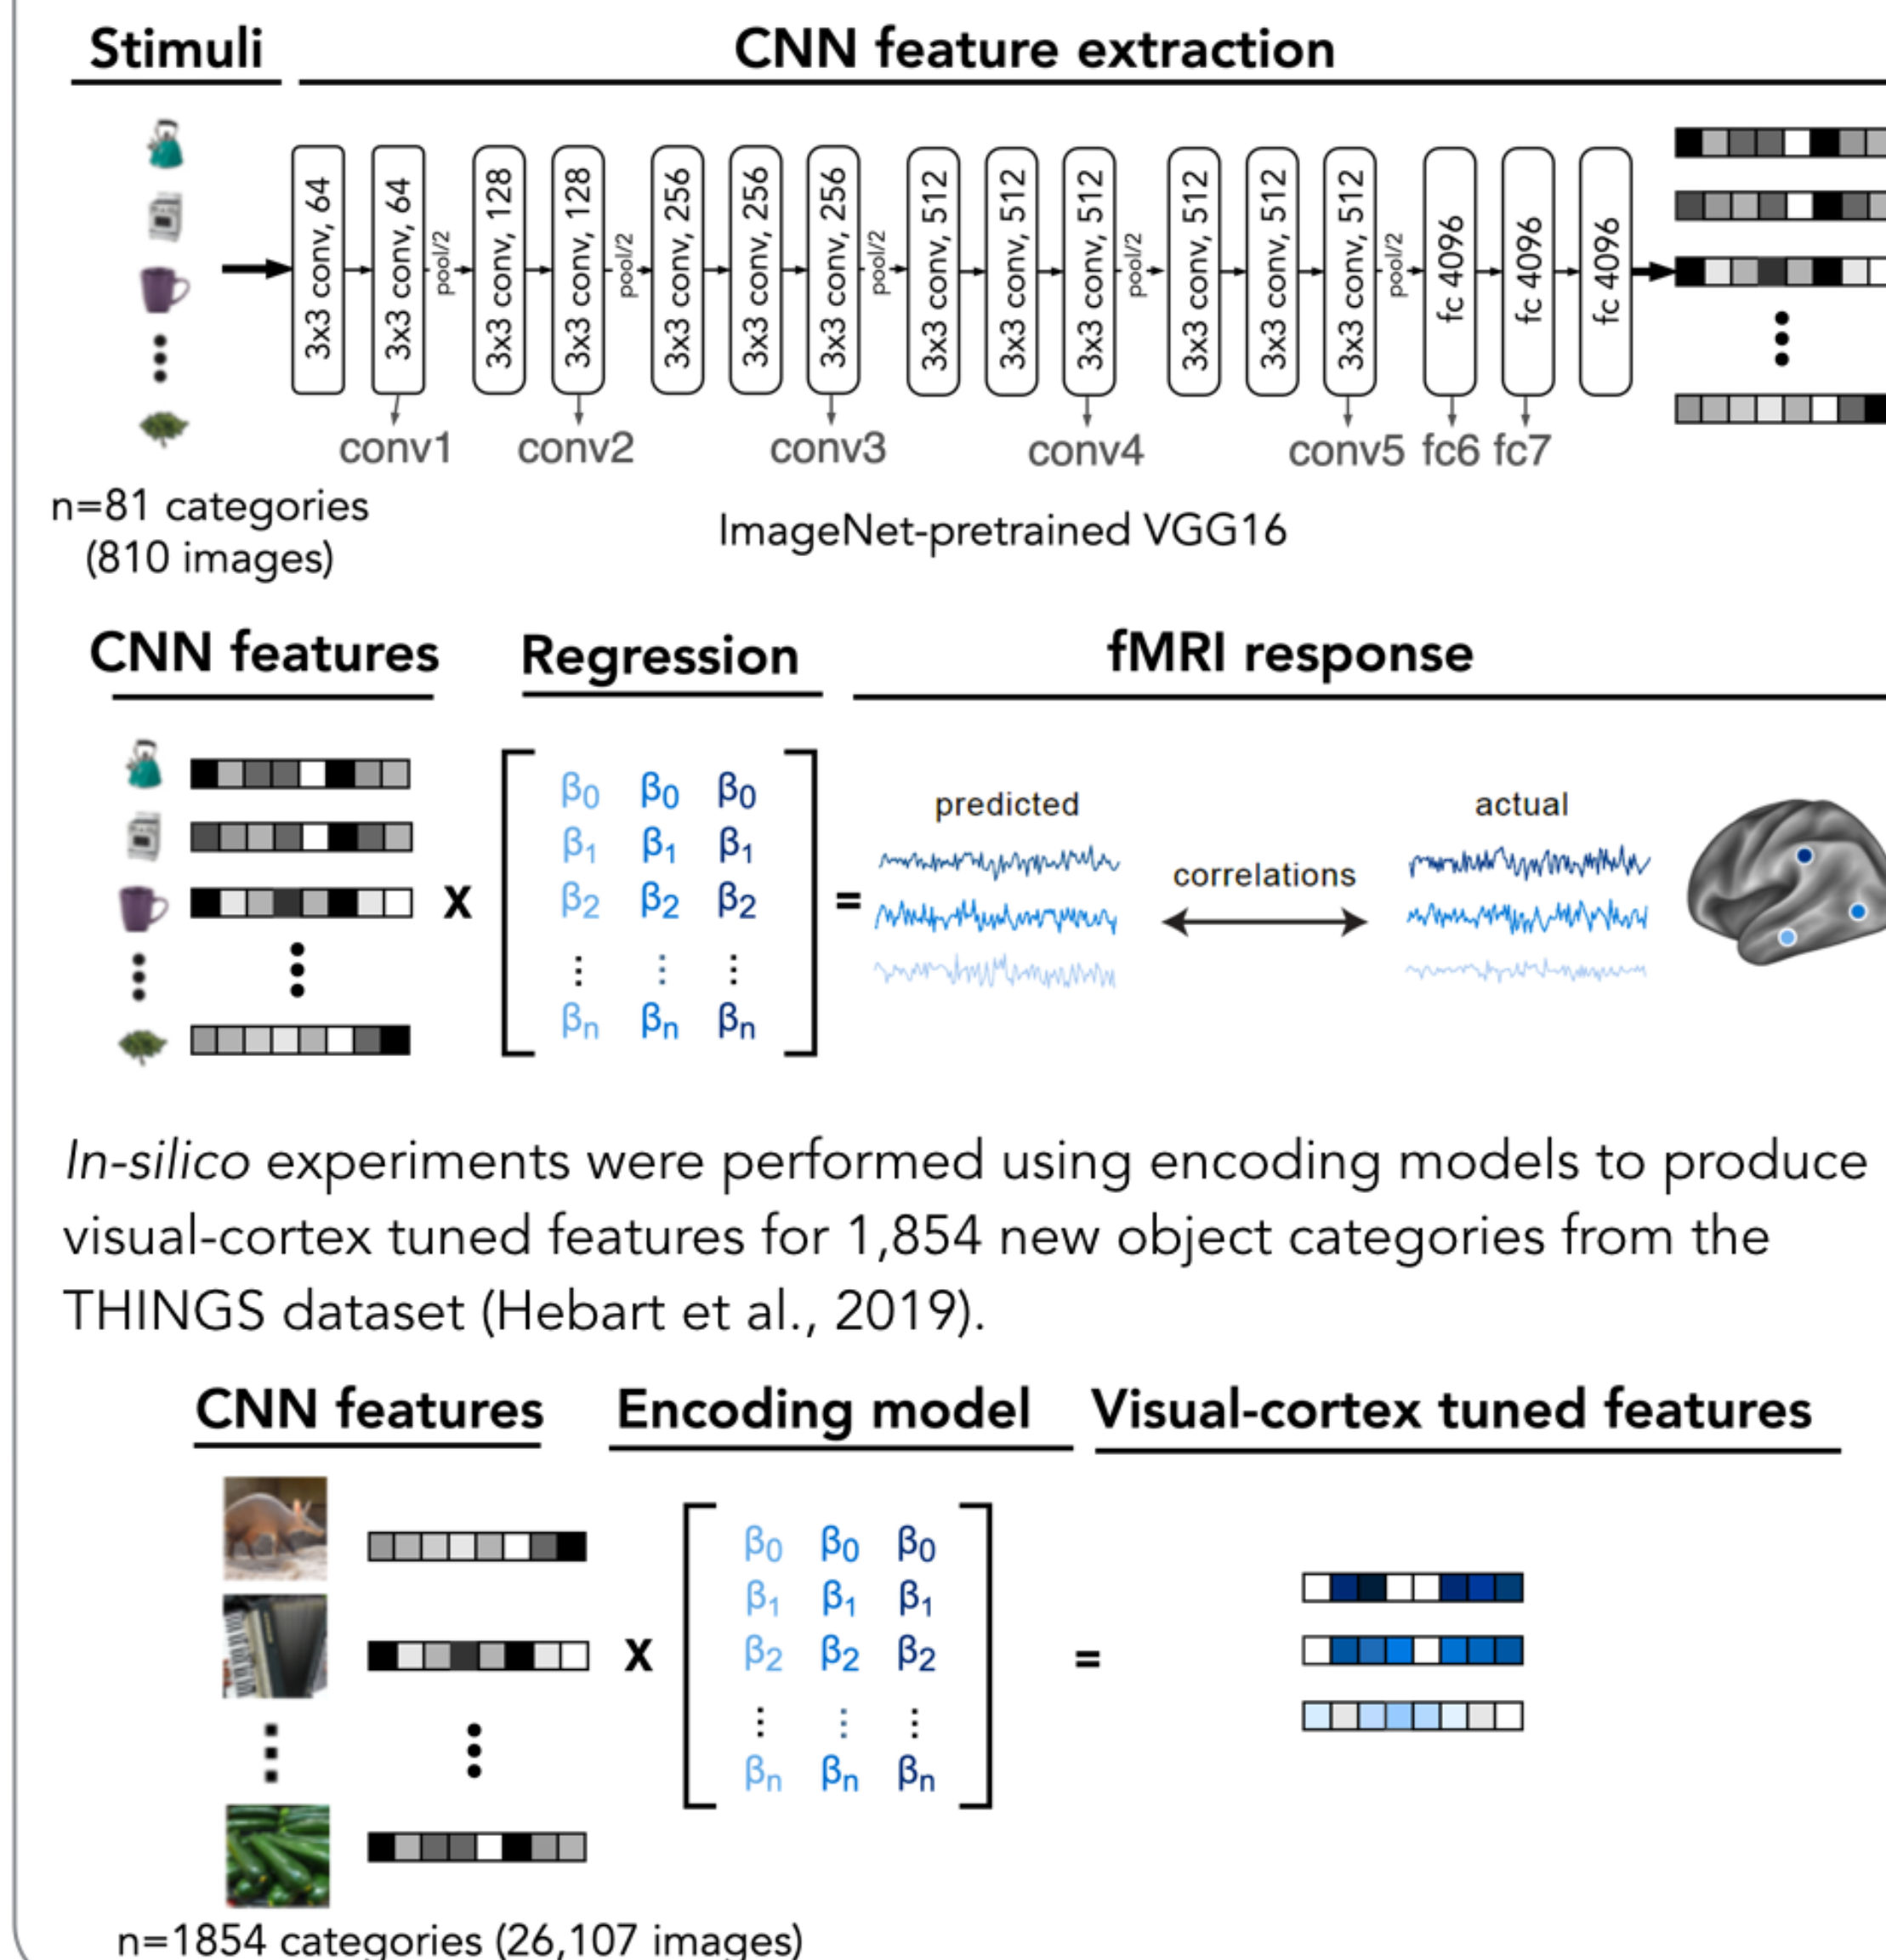 Stimuli
CNN feature extraction
3x3 conv, 64
3x3 conv, 64
pool/2
3x3 conv, 128
3x3 conv, 128
pool/2
3x3 conv, 256
3x3 conv, 256
3x3 conv, 256
pool/2
3x3 conv, 512
3x3 conv, 512
3x3 conv, 512
pool/2
3x3 conv, 512
3x3 conv, 512
3x3 conv, 512
pool/2
fc 4096
fc 4096
fc 4096
conv1
conv2
conv3
conv4
conv5
fc6
fc7
n=81 categories
(810 images)
ImageNet-pretrained VGG16
CNN features
Regression
fMRI response
β0 β0 β0
β1 β1 β1
β2 β2 β2
⋮ ⋮ ⋮
βn βn βn
X
=
predicted
correlations
actual
In-silico experiments were performed using encoding models to produce
visual-cortex tuned features for 1,854 new object categories from the
THINGS dataset (Hebart et al., 2019).
CNN features
Encoding model
Visual-cortex tuned features
X
β0 β0 β0
β1 β1 β1
β2 β2 β2
⋮ ⋮ ⋮
βn βn βn
=
n=1854 categories (26,107 images)